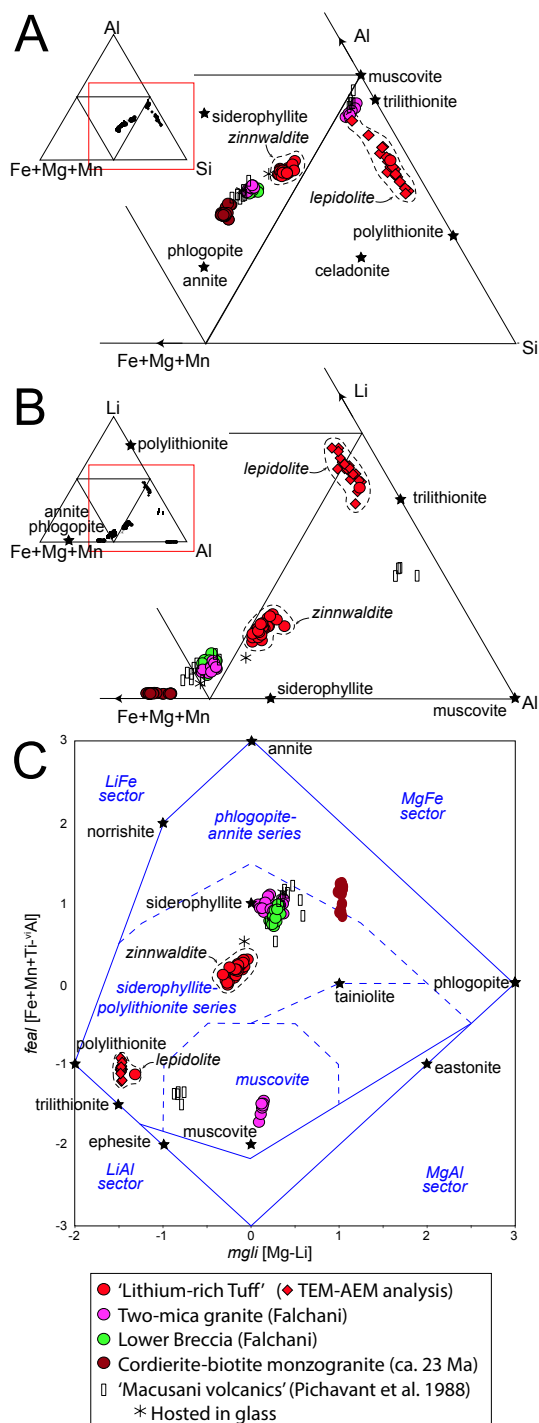 A
Al
Al
muscovite
trilithionite
siderophyllite
zinnwaldite
Fe+Mg+Mn
Si
lepidolite
polylithionite
phlogopite
annite
celadonite
Fe+Mg+Mn
Si
B
Li
Li
polylithionite
lepidolite
trilithionite
annite
phlogopite
Fe+Mg+Mn
Al
zinnwaldite
siderophyllite
Al
Fe+Mg+Mn
muscovite
C
3
annite
LiFe
sector
MgFe
sector
phlogopite-
annite series
2
norrishite
1
siderophyllite
zinnwaldite
0
siderophyllite-
polylithionite series
tainiolite
phlogopite
feal [Fe+Mn+Ti-ᵛⁱAl]
polylithionite
-1
lepidolite
eastonite
muscovite
trilithionite
muscovite
-2
ephesite
LiAl
sector
MgAl
sector
-3
-2 -1 0 1 2 3
mgli [Mg-Li]
'Lithium-rich Tuff' ( TEM-AEM analysis)
Two-mica granite (Falchani)
Lower Breccia (Falchani)
Cordierite-biotite monzogranite (ca. 23 Ma)
'Macusani volcanics' (Pichavant et al. 1988)
Hosted in glass